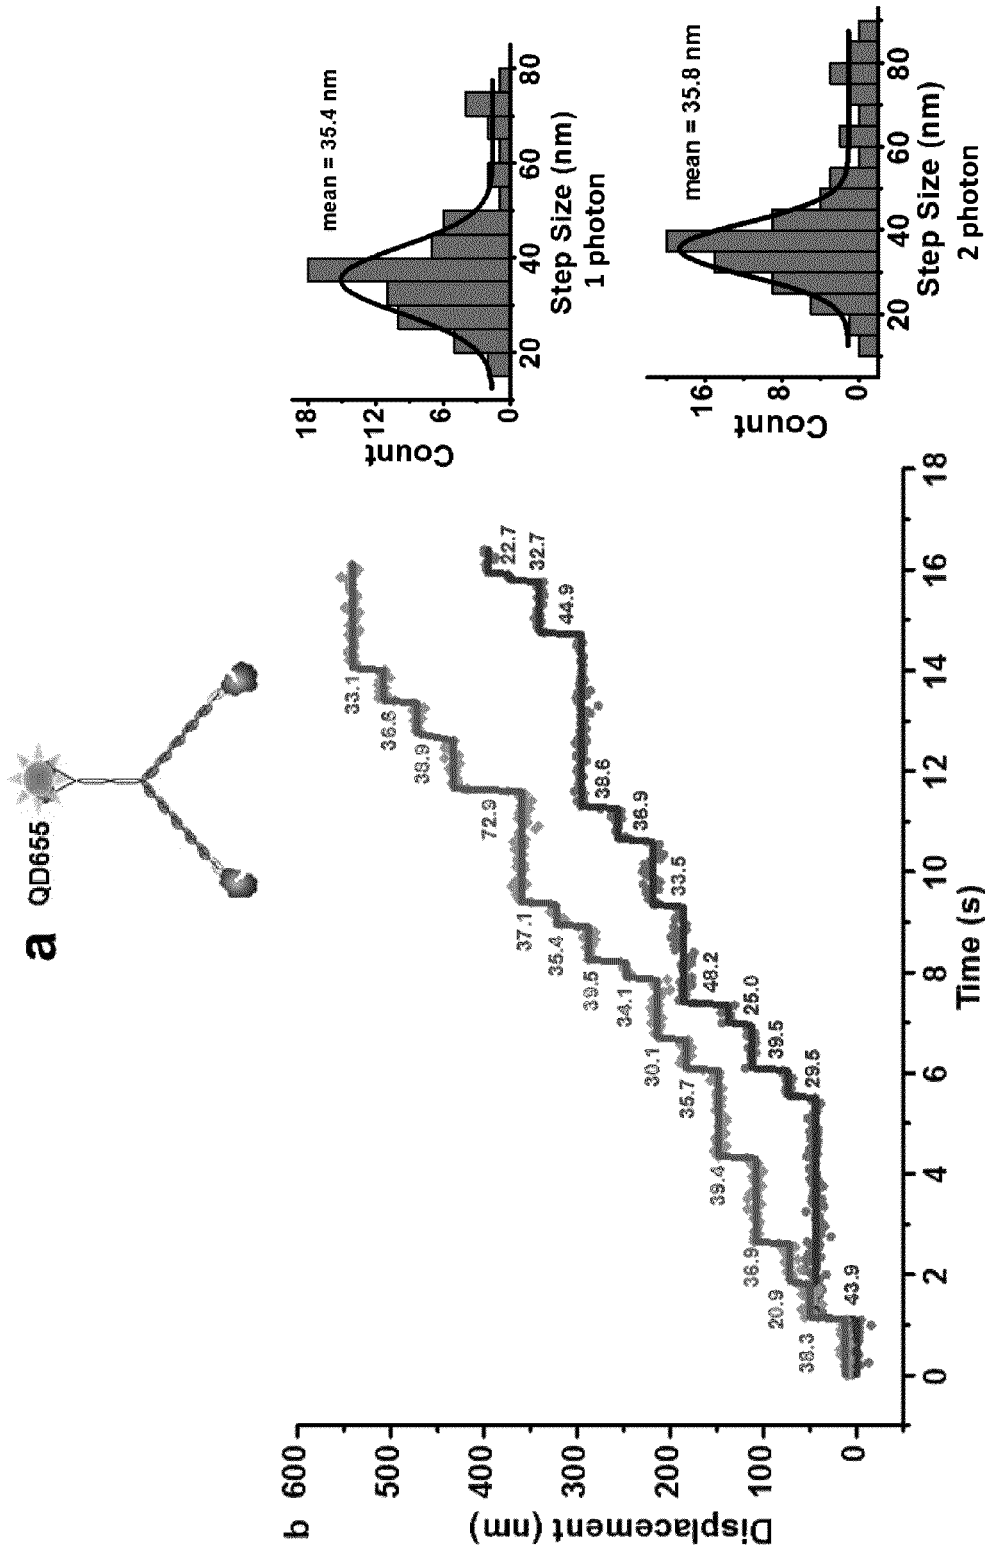 a QD655
b
Displacement (nm)
600
500
400
300
200
100
0
38.3
20.9
36.9
39.4
35.7
30.1
34.1
39.5
35.4
37.1
72.9
38.9
36.8
33.1
43.9
29.5
39.5
25.0
48.2
33.5
36.9
38.6
44.9
32.7
22.7
0 2 4 6 8 10 12 14 16 18
Time (s)
Count
18
12
6
0
mean = 35.4 nm
20 40 60 80
Step Size (nm)
1 photon
Count
16
8
0
mean = 35.8 nm
20 40 60 80
Step Size (nm)
2 photon